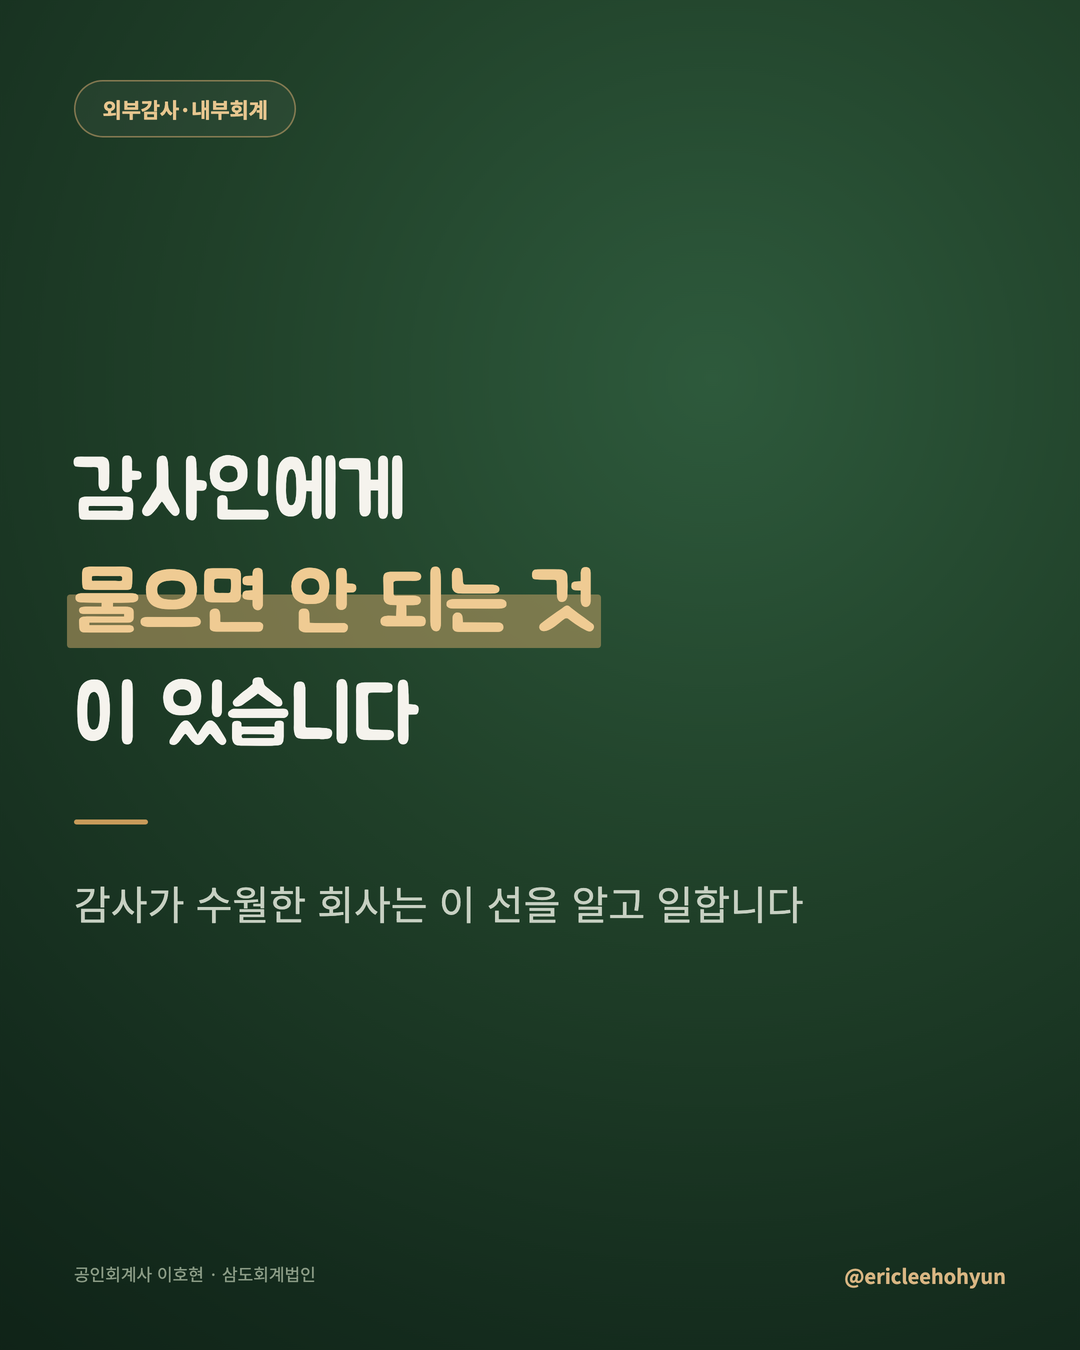 외부감사·내부회계
감사인에게
물으면 안 되는 것
이 있습니다
감사가 수월한 회사는 이 선을 알고 일합니다
공인회계사 이호현 · 삼도회계법인
@ericleehohyun